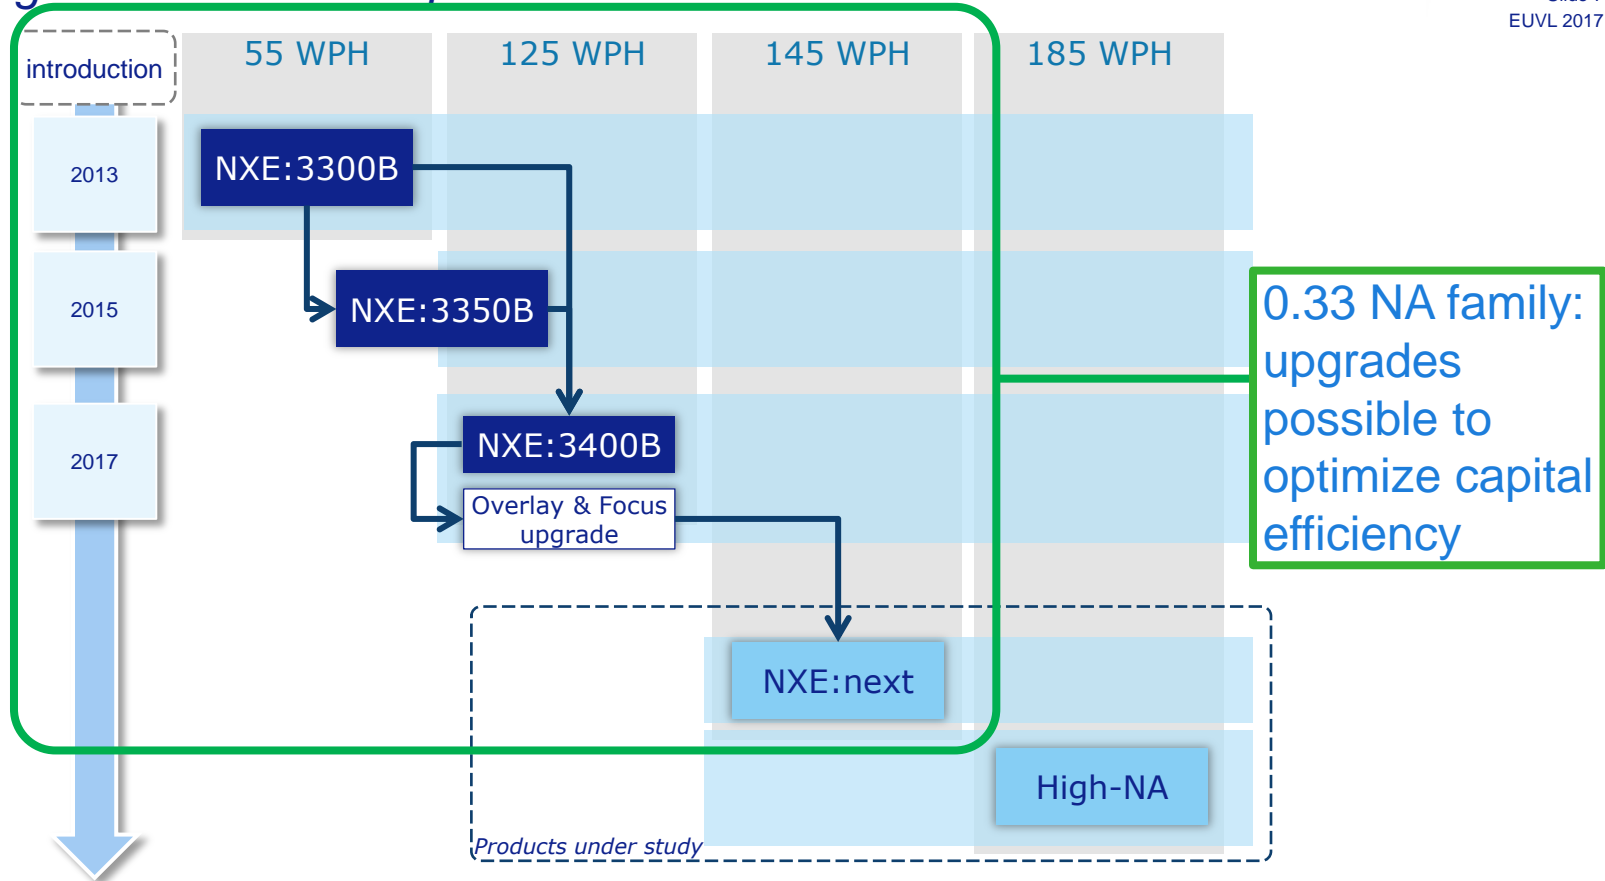 EUVL 2017
introduction
55 WPH
125 WPH
145 WPH
185 WPH
2013
NXE:3300B
2015
NXE:3350B
0.33 NA family:
upgrades
possible to
optimize capital
efficiency
2017
NXE:3400B
Overlay & Focus
upgrade
NXE:next
High-NA
Products under study